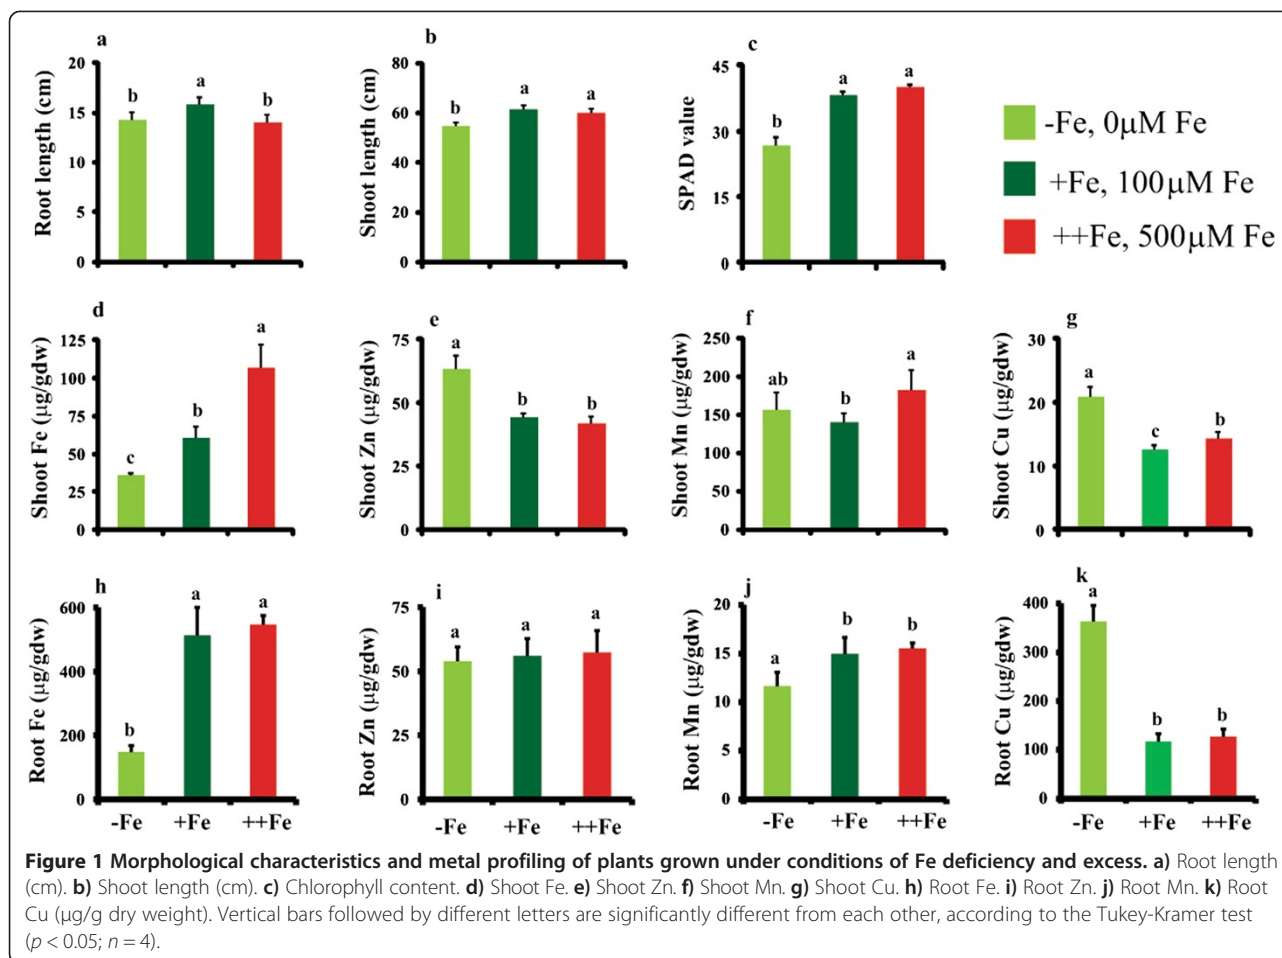 a
20
15
10
5
0
Root length (cm)
b
a
b
b
80
60
40
20
0
Shoot length (cm)
b
a
a
c
45
30
15
0
SPAD value
b
a
a
-Fe, 0µM Fe
+Fe, 100µM Fe
++Fe, 500µM Fe
d
125
100
75
50
25
0
Shoot Fe (µg/gdw)
c
b
a
e
75
50
25
0
Shoot Zn (µg/gdw)
a
b
b
f
250
200
150
100
50
0
Shoot Mn (µg/gdw)
ab
b
a
g
30
20
10
0
Shoot Cu (µg/gdw)
a
c
b
h
600
400
200
0
Root Fe (µg/gdw)
b
a
a
-Fe +Fe ++Fe
i
75
50
25
0
Root Zn (µg/gdw)
a
a
a
-Fe +Fe ++Fe
j
20
15
10
5
0
Root Mn (µg/gdw)
a
b
b
-Fe +Fe ++Fe
k
400
300
200
100
0
Root Cu (µg/gdw)
a
b
b
-Fe +Fe ++Fe
Figure 1 Morphological characteristics and metal profiling of plants grown under conditions of Fe deficiency and excess. a) Root length
(cm). b) Shoot length (cm). c) Chlorophyll content. d) Shoot Fe. e) Shoot Zn. f) Shoot Mn. g) Shoot Cu. h) Root Fe. i) Root Zn. j) Root Mn. k) Root
Cu (µg/g dry weight). Vertical bars followed by different letters are significantly different from each other, according to the Tukey-Kramer test
(p < 0.05; n = 4).